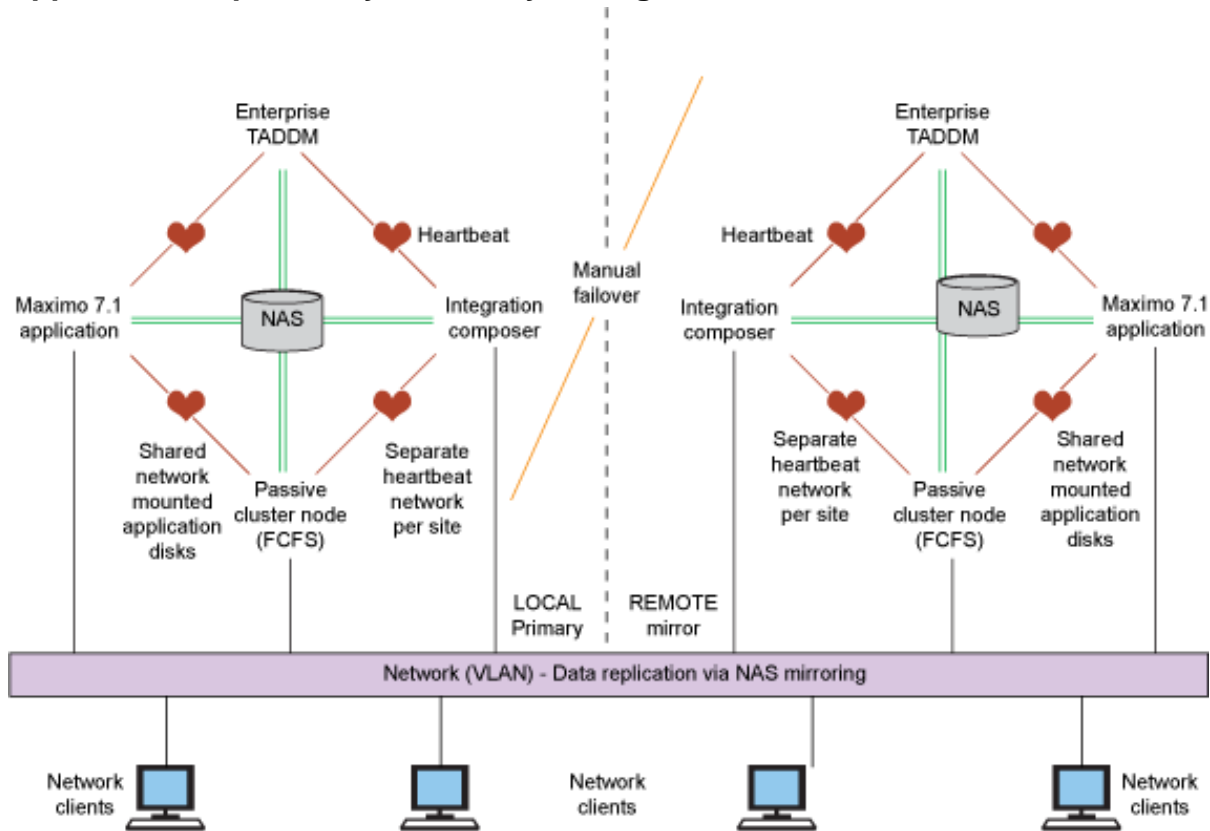 Enterprise
TADDM
Enterprise
TADDM
Heartbeat
Heartbeat
Manual
failover
Maximo 7.1
application
NAS
Integration
composer
Integration
composer
NAS
Maximo 7.1
application
Shared
network
mounted
application
disks
Separate
heartbeat
network
per site
Passive
cluster node
(FCFS)
Separate
heartbeat
network
per site
Passive
cluster node
(FCFS)
Shared
network
mounted
application
disks
LOCAL
Primary
REMOTE
mirror
Network (VLAN) - Data replication via NAS mirroring
Network
clients
Network
clients
Network
clients